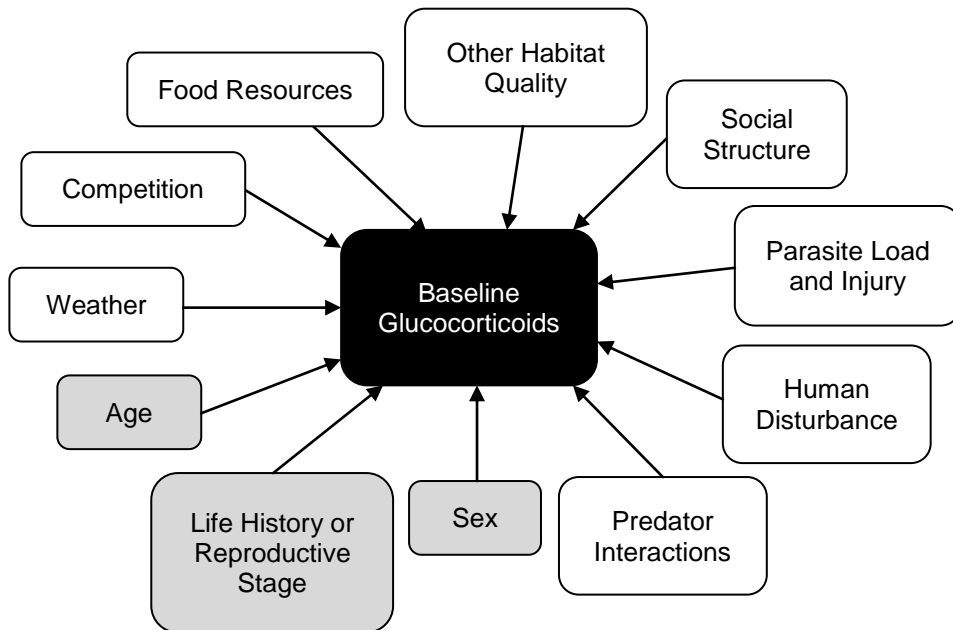 Other Habitat
Quality
Food Resources
Social
Structure
Competition
Parasite Load
and Injury
Baseline
Glucocorticoids
Weather
Human
Disturbance
Age
Life History or
Reproductive
Stage
Sex
Predator
Interactions